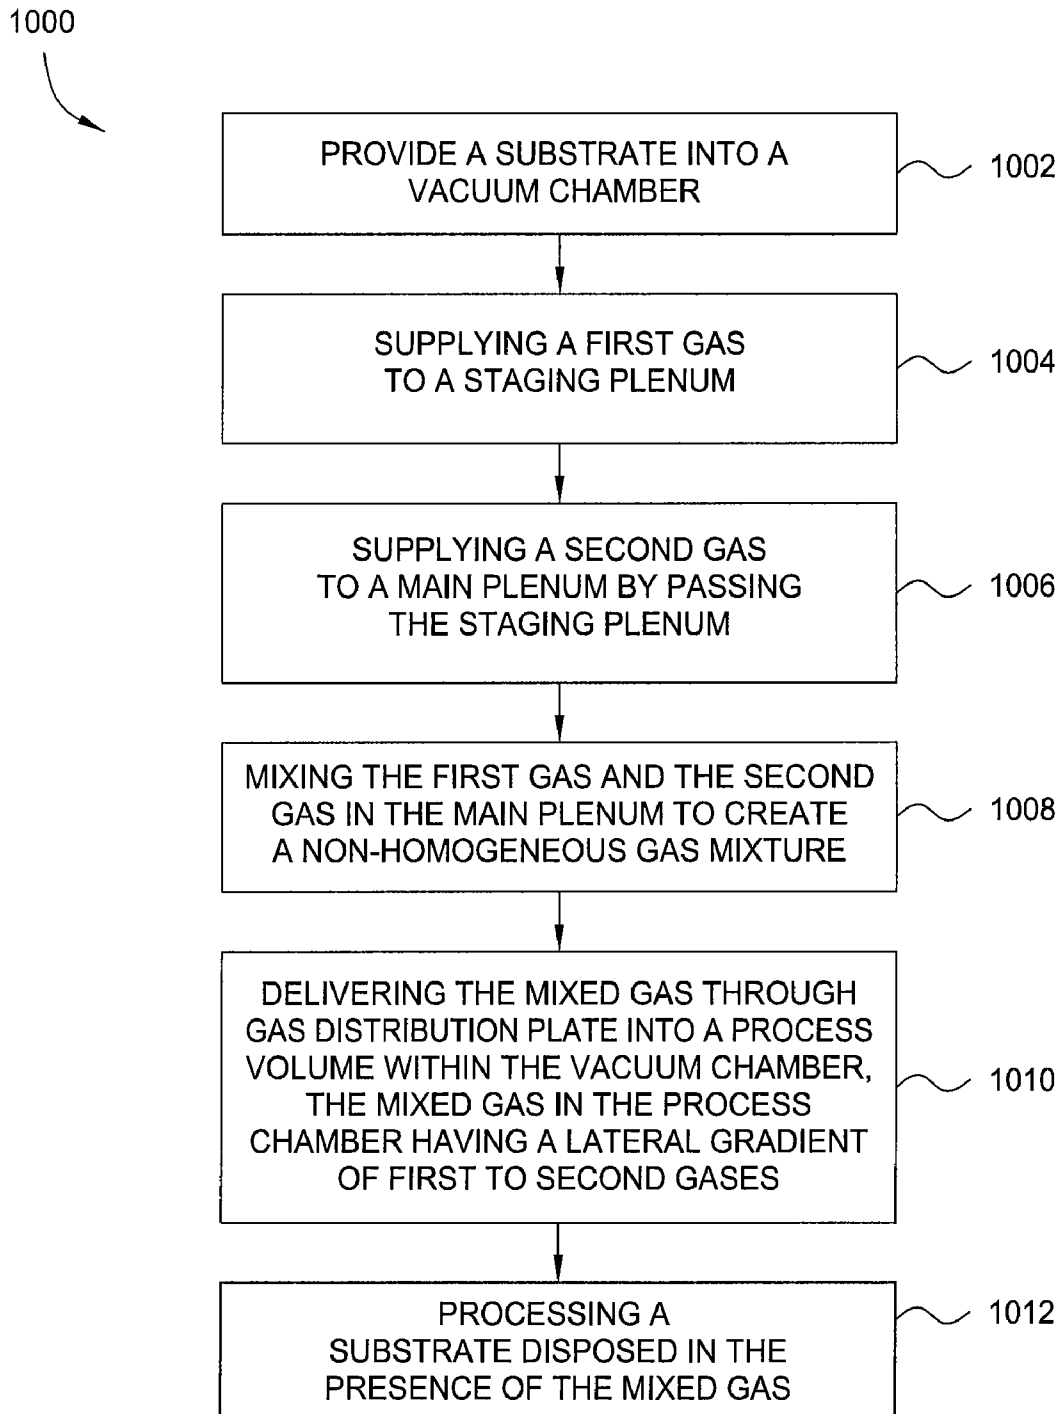 1000
PROVIDE A SUBSTRATE INTO A
VACUUM CHAMBER
1002
SUPPLYING A FIRST GAS
TO A STAGING PLENUM
1004
SUPPLYING A SECOND GAS
TO A MAIN PLENUM BY PASSING
THE STAGING PLENUM
1006
MIXING THE FIRST GAS AND THE SECOND
GAS IN THE MAIN PLENUM TO CREATE
A NON-HOMOGENEOUS GAS MIXTURE
1008
DELIVERING THE MIXED GAS THROUGH
GAS DISTRIBUTION PLATE INTO A PROCESS
VOLUME WITHIN THE VACUUM CHAMBER,
THE MIXED GAS IN THE PROCESS
CHAMBER HAVING A LATERAL GRADIENT
OF FIRST TO SECOND GASES
1010
PROCESSING A
SUBSTRATE DISPOSED IN THE
PRESENCE OF THE MIXED GAS
1012